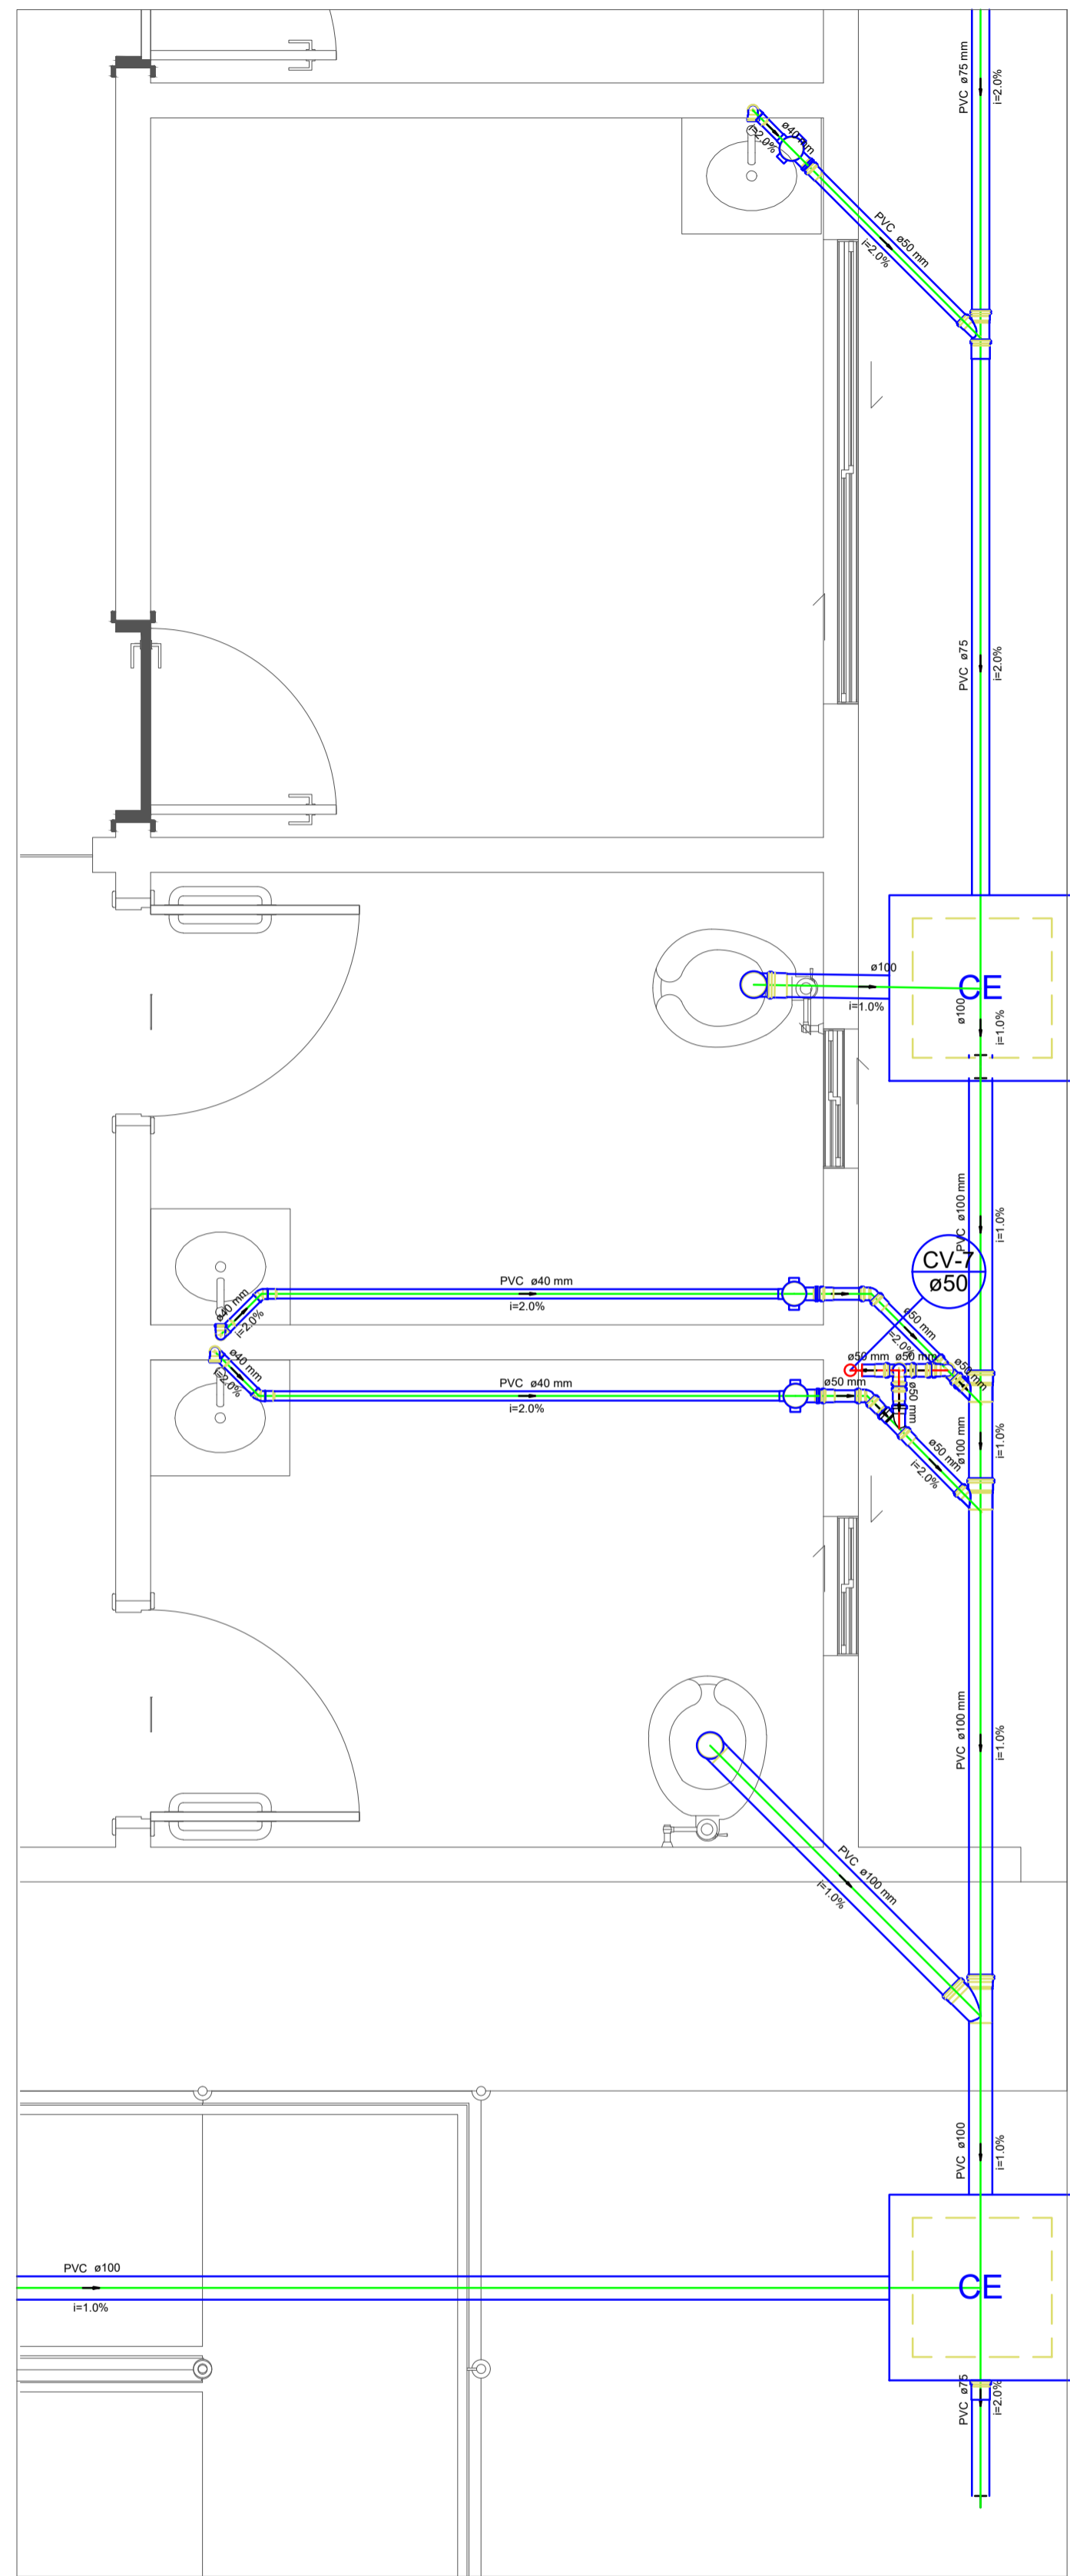 PVC ø75 mm
i=2.0%
ø40 mm
i=2.0%
PVC ø50 mm
i=2.0%
PVC ø75
i=2.0%
ø100
i=1.0%
CE
ø100
i=1.0%
PVC ø100 mm
i=1.0%
CV-7
ø50
PVC ø40 mm
i=2.0%
ø40 mm
i=2.0%
ø50 mm
i=2.0%
ø50 mm
ø50 mm
ø50 mm
ø40 mm
i=2.0%
PVC ø40 mm
i=2.0%
ø50 mm
ø50 mm
ø50 mm
i=2.0%
ø100 mm
i=1.0%
PVC ø100 mm
i=1.0%
PVC ø100 mm
i=1.0%
PVC ø100
i=1.0%
PVC ø100
i=1.0%
CE
PVC ø75
i=2.0%